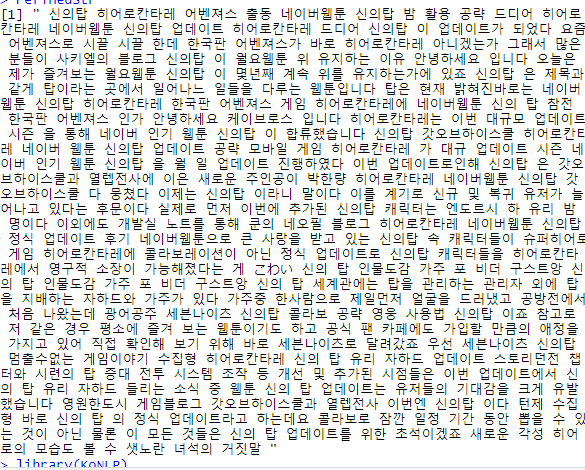 > refinedStr
[1] " 신의탑 히어로칸타레 어벤져스 출동 네이버웹툰 신의탑 밤 활용 공략 드디어 히어로
칸타레 네이버웹툰 신의탑 업데이트 히어로칸타레 드디어 신의탑 이 업데이트가 되었다 요즘
 어벤져스로 시끌 시끌 한데 한국판 어벤져스가 바로 히어로칸타레 아니겠는가 그래서 많은
 분들이 사키엘의 블로그 신의탑 이 월요웹툰 위 유지하는 이유 안녕하세요 입니다 오늘은
 제가 즐겨보는 월요웹툰 신의탑 이 몇년째 계속 위를 유지하는가에 있죠 신의탑 은 제목과
 같게 탑이라는 곳에서 일어나느 일들을 다루는 웹툰입니다 탑은 현재 밝혀진바로는 네이버
웹툰 신의탑 히어로칸타레 한국판 어벤져스 게임 히어로칸타레에 네이버웹툰 신의 탑 참전
 한국판 어벤져스 인가 안녕하세요 케이브로스 입니다 히어로칸타레는 이번 대규모 업데이트
 시즌 을 통해 네이버 인기 웹툰 신의탑 이 합류했습니다 신의탑 갓오브하이스쿨 히어로칸타
레 네이버 웹툰 신의탑 업데이트 공략 모바일 게임 히어로칸타레 가 대규 업데이트 시즌 네
이버 인기 웹툰 신의탑 을 월 일 업데이트 진행하였다 이번 업데이트로인해 신의탑 은 갓오
브하이스쿨과 열렙전사에 이은 새로운 주인공이 박한량 히어로칸타레 네이버웹툰 신의탑 갓
오브하이스쿨 다 뭉쳤다 이제는 신의탑 이라니 말이다 이를 계기로 신규 및 복귀 유저가 늘
어나고 있다는 후문이다 실제로 먼저 이번에 추가된 신의탑 캐릭터는 엔도르시 하 유리 밤
 명이다 이외에도 개발실 노트를 통해 쿤의 네오필 블로그 히어로칸타레 네이버웹툰 신의탑
 정식 업데이트 후기 네이버웹툰으로 큰 사랑을 받고 있는 신의탑 속 캐릭터들이 슈퍼히어로
 게임 히어로칸타레에 콜라보레이션이 아닌 정식 업데이트로 신의탑 캐릭터들을 히어로칸타
레에서 영구적 소장이 가능해졌다는 게 こわい 신의 탑 인물도감 가주 포 비더 구스트앙 신
의 탑 인물도감 가주 포 비더 구스트앙 신의탑 세계관에는 탑을 관리하는 관리자 외에 탑
을 지배하는 자하드와 가주가 있다 가주중 한사람으로 제일먼저 얼굴을 드러냈고 공방전에서
 처음 나왔는데 광어공주 세븐나이츠 신의탑 콜라보 공략 영웅 사용법 신의탑 이죠 참고로
 저 같은 경우 평소에 즐겨 보는 웹툰이기도 하고 공식 팬 카페에도 가입할 만큼의 애정을
 가지고 있어 직접 확인해 보기 위해 바로 세븐나이츠로 달려갔죠 우선 세븐나이츠 신의탑
 멈출수없는 게임이야기 수집형 히어로칸타레 신의 탑 유리 자하드 업데이트 스토리던전 챕
터와 시련의 탑 증대 전투 시스템 조작 등 개선 및 추가된 시점들은 이번 업데이트에서 신
의 탑 유리 자하드 들리는 소식 중 웹툰 신의 탑 업데이트는 유저들의 기대감을 크게 유발
했습니다 영원한도시 게임블로그 갓오브하이스쿨과 열렙전사 이번엔 신의탑 이다 턴제 수집
형 바로 신의 탑 의 정식 업데이트라고 하는데요 콜라보로 잠깐 일정 기간 동안 뽑을 수 있
는 것이 아닌 물론 이 모든 것들은 신의 탑 업데이트를 위한 초석이겠죠 새로운 각성 히어
로의 모습도 볼 수 샛노란 녀석의 거짓말 "
> library(KoNLP)